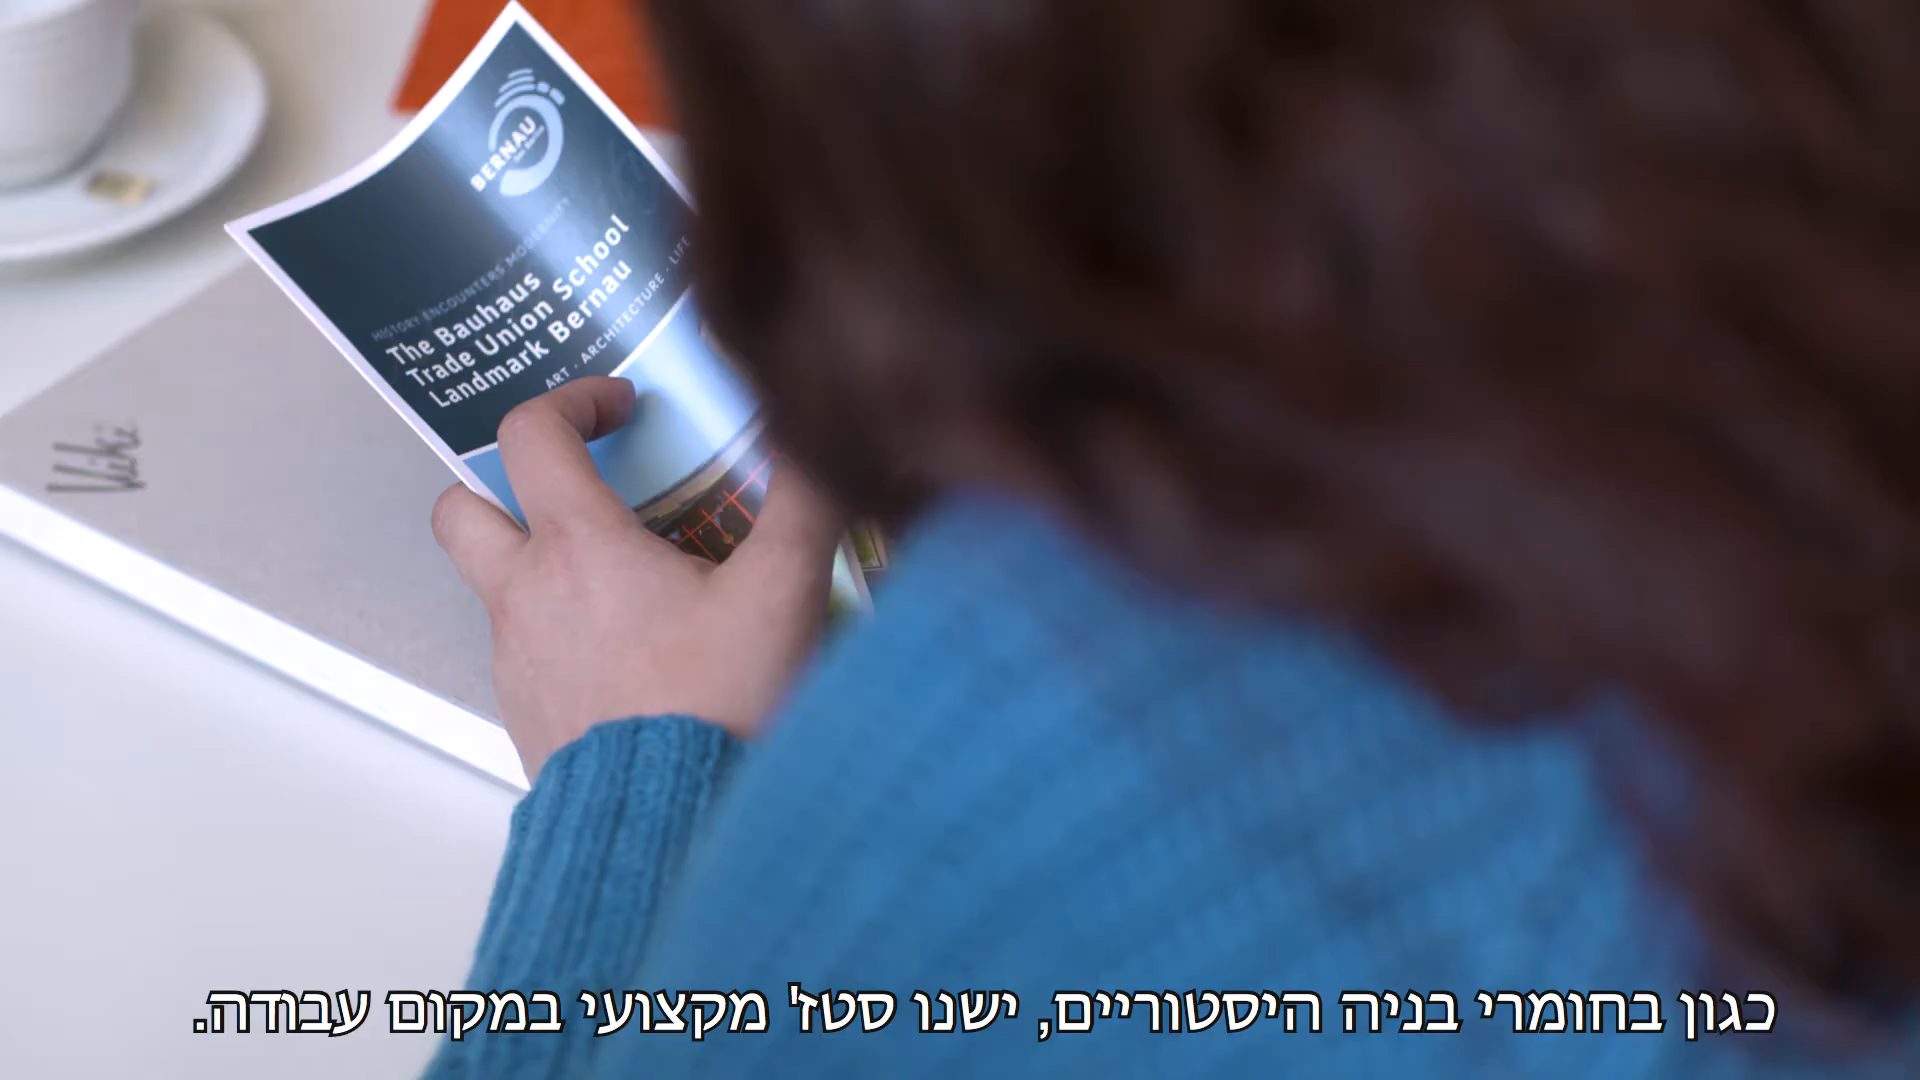 BERNAU
HISTORY ENCOUNTERS MODERNITY
The Bauhaus
Trade Union School
Landmark Bernau
ART · ARCHITECTURE · LIFE
Viki
כגון בחומרי בניה היסטוריים, ישנו סטז' מקצועי במקום עבודה.